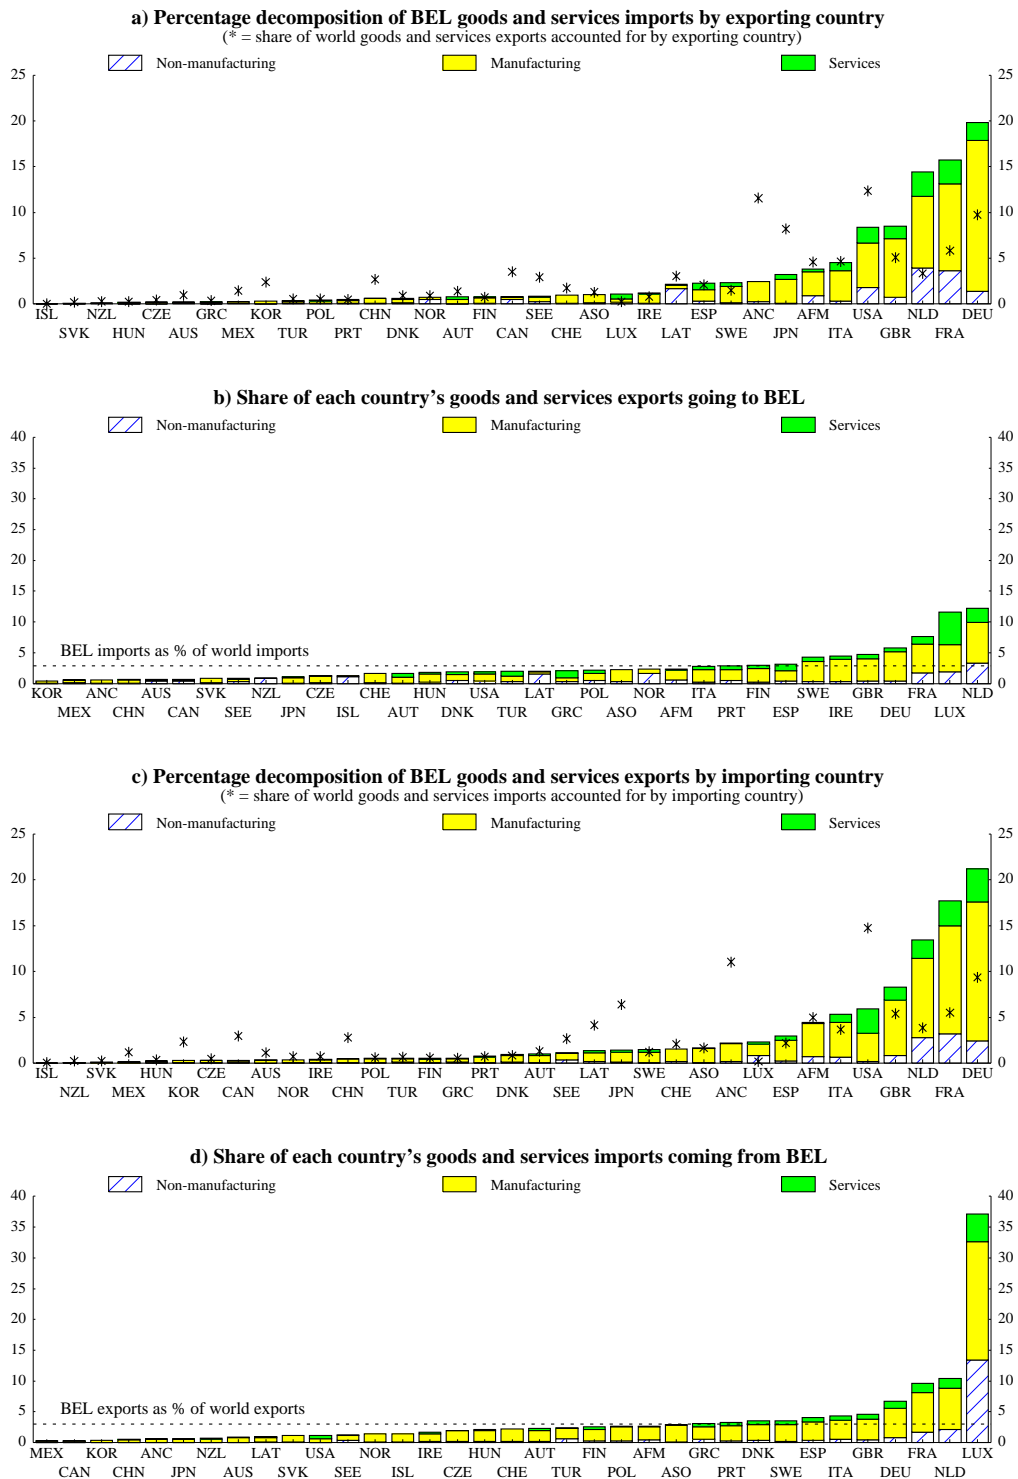 a) Percentage decomposition of BEL goods and services imports by exporting country
(* = share of world goods and services exports accounted for by exporting country)
Non-manufacturing Manufacturing Services
25 25
20 20
15 15
10 10
5 5
0 0
ISL NZL CZE GRC KOR POL CHN NOR FIN SEE ASO IRE ESP ANC AFM USA NLD DEU
SVK HUN AUS MEX TUR PRT DNK AUT CAN CHE LUX LAT SWE JPN ITA GBR FRA
b) Share of each country’s goods and services exports going to BEL
Non-manufacturing Manufacturing Services
40 40
35 35
30 30
25 25
20 20
15 15
10 10
BEL imports as % of world imports
5 5
0 0
KOR ANC AUS SVK NZL CZE CHE HUN USA LAT POL NOR ITA FIN SWE GBR FRA NLD
MEX CHN CAN SEE JPN ISL AUT DNK TUR GRC ASO AFM PRT ESP IRE DEU LUX
c) Percentage decomposition of BEL goods and services exports by importing country
(* = share of world goods and services imports accounted for by importing country)
Non-manufacturing Manufacturing Services
25 25
20 20
15 15
10 10
5 5
0 0
ISL SVK HUN CZE AUS IRE POL FIN PRT AUT LAT SWE ASO LUX AFM USA NLD DEU
NZL MEX KOR CAN NOR CHN TUR GRC DNK SEE JPN CHE ANC ESP ITA GBR FRA
d) Share of each country’s goods and services imports coming from BEL
Non-manufacturing Manufacturing Services
40 40
35 35
30 30
25 25
20 20
15 15
10 10
BEL exports as % of world exports
5 5
0 0
MEX KOR ANC NZL LAT USA NOR IRE HUN AUT FIN AFM GRC DNK ESP GBR FRA LUX
CAN CHN JPN AUS SVK SEE ISL CZE CHE TUR POL ASO PRT SWE ITA DEU NLD